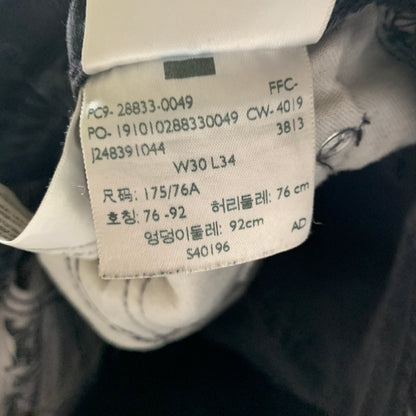 PC9- 28833-0049 FFC-
PO- 191010288330049 CW- 4019
J248391044 3813
W30 L34
尺码: 175/76A
호칭: 76 -92 허리둘레: 76 cm
엉덩이둘레: 92cm
S40196 AD